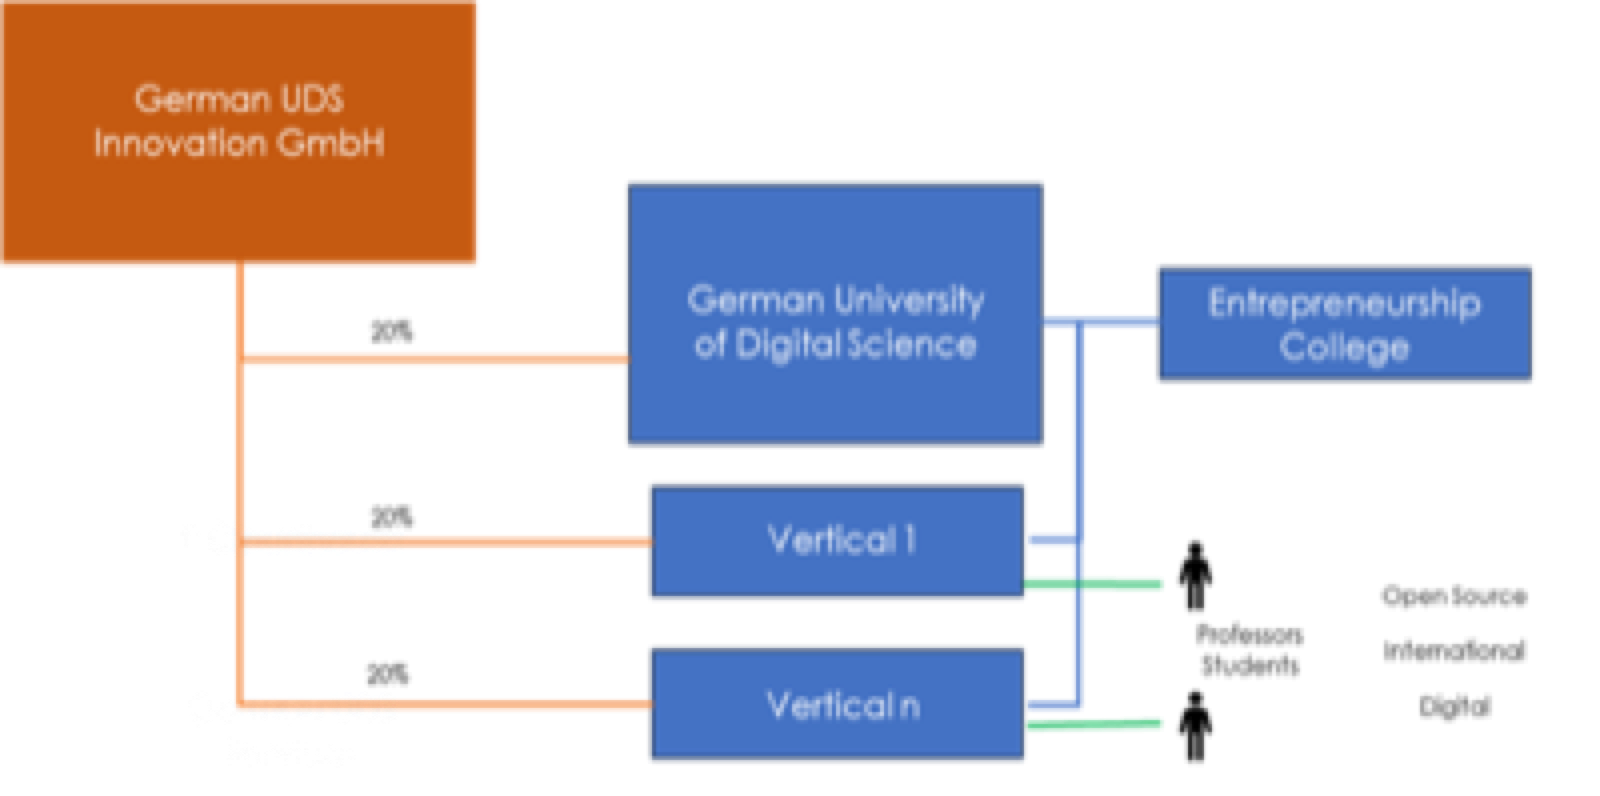 German UDS
Innovation GmbH
20%
German University
of Digital Science
Entrepreneurship
College
20%
Vertical 1
Open Source
Professors
Students
International
20%
Vertical n
Digital